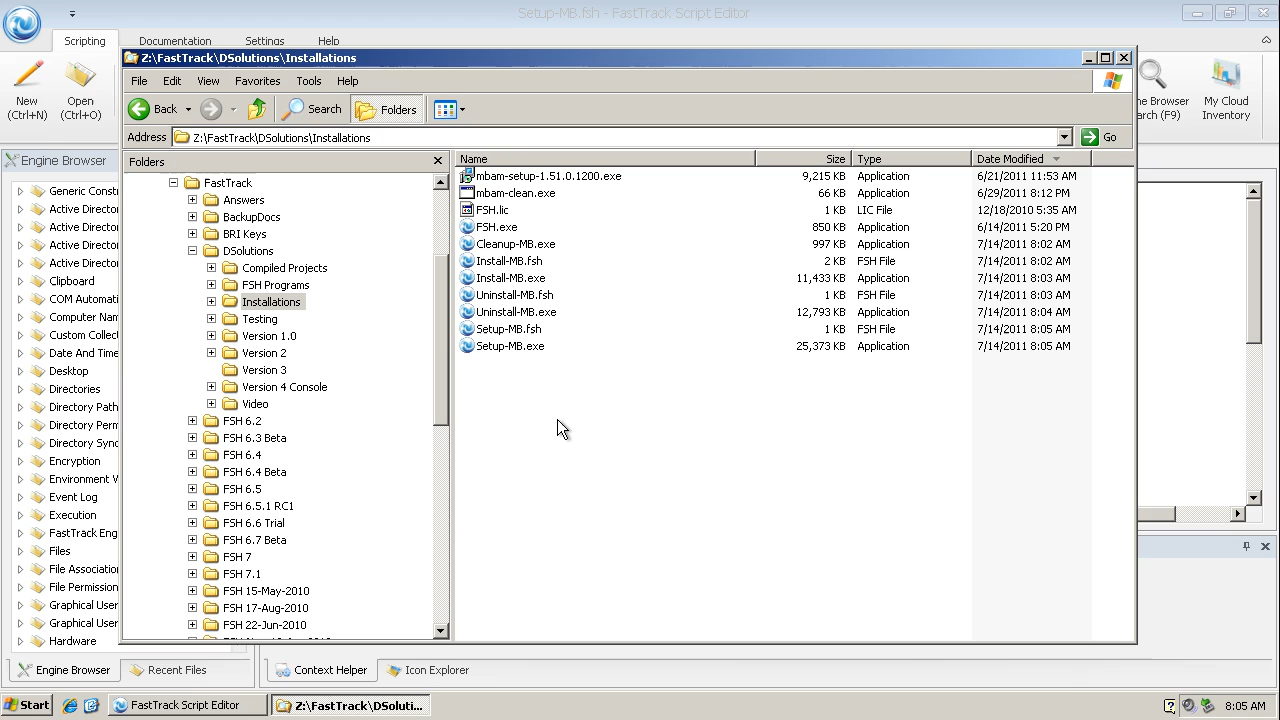 Setup-MB.fsh - FastTrack Script Editor
Scripting Documentation Settings Help
New
(Ctrl+N)
Open
(Ctrl+O)
My Cloud
Inventory
Z:\FastTrack\DSolutions\Installations
File Edit View Favorites Tools Help
Back Search Folders
Address Z:\FastTrack\DSolutions\Installations Go
Engine Browser
Generic Const
Active Director
Active Director
Active Director
Active Director
Clipboard
COM Automati
Computer Nam
Custom Collec
Date And Time
Desktop
Directories
Directory Path
Directory Perm
Directory Sync
Encryption
Environment V
Event Log
Execution
FastTrack Eng
Files
File Association
File Permission
Graphical User
Graphical User
Hardware
Folders
FastTrack
Answers
BackupDocs
BRI Keys
DSolutions
Compiled Projects
FSH Programs
Installations
Testing
Version 1.0
Version 2
Version 3
Version 4 Console
Video
FSH 6.2
FSH 6.3 Beta
FSH 6.4
FSH 6.4 Beta
FSH 6.5
FSH 6.5.1 RC1
FSH 6.6 Trial
FSH 6.7 Beta
FSH 7
FSH 7.1
FSH 15-May-2010
FSH 17-Aug-2010
FSH 22-Jun-2010
Name Size Type Date Modified
mbam-setup-1.51.0.1200.exe 9,215 KB Application 6/21/2011 11:53 AM
mbam-clean.exe 66 KB Application 6/29/2011 8:12 PM
FSH.lic 1 KB LIC File 12/18/2010 5:35 AM
FSH.exe 850 KB Application 6/14/2011 5:20 PM
Cleanup-MB.exe 997 KB Application 7/14/2011 8:02 AM
Install-MB.fsh 2 KB FSH File 7/14/2011 8:02 AM
Install-MB.exe 11,433 KB Application 7/14/2011 8:03 AM
Uninstall-MB.fsh 1 KB FSH File 7/14/2011 8:03 AM
Uninstall-MB.exe 12,793 KB Application 7/14/2011 8:04 AM
Setup-MB.fsh 1 KB FSH File 7/14/2011 8:05 AM
Setup-MB.exe 25,373 KB Application 7/14/2011 8:05 AM
Engine Browser Recent Files Context Helper Icon Explorer
Start FastTrack Script Editor Z:\FastTrack\DSoluti... 8:05 AM